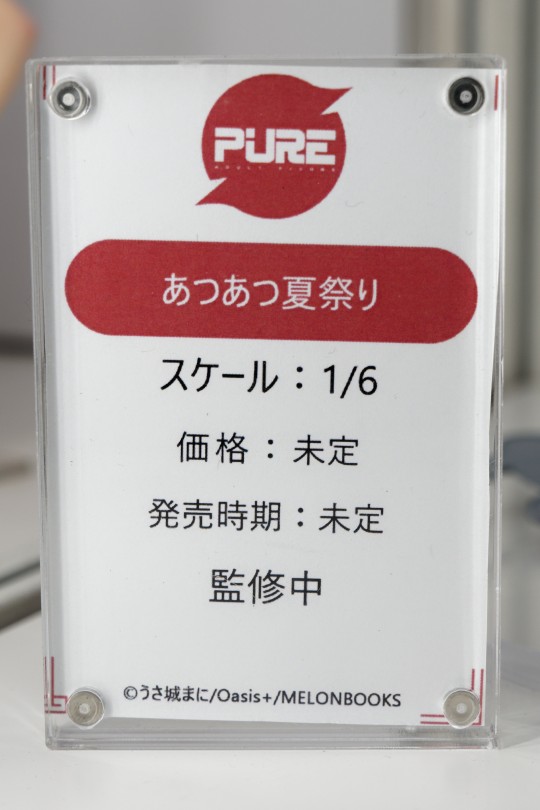 PURE
あつあつ夏祭り
スケール：1/6
価格：未定
発売時期：未定
監修中
©うさ城まに/Oasis+/MELONBOOKS